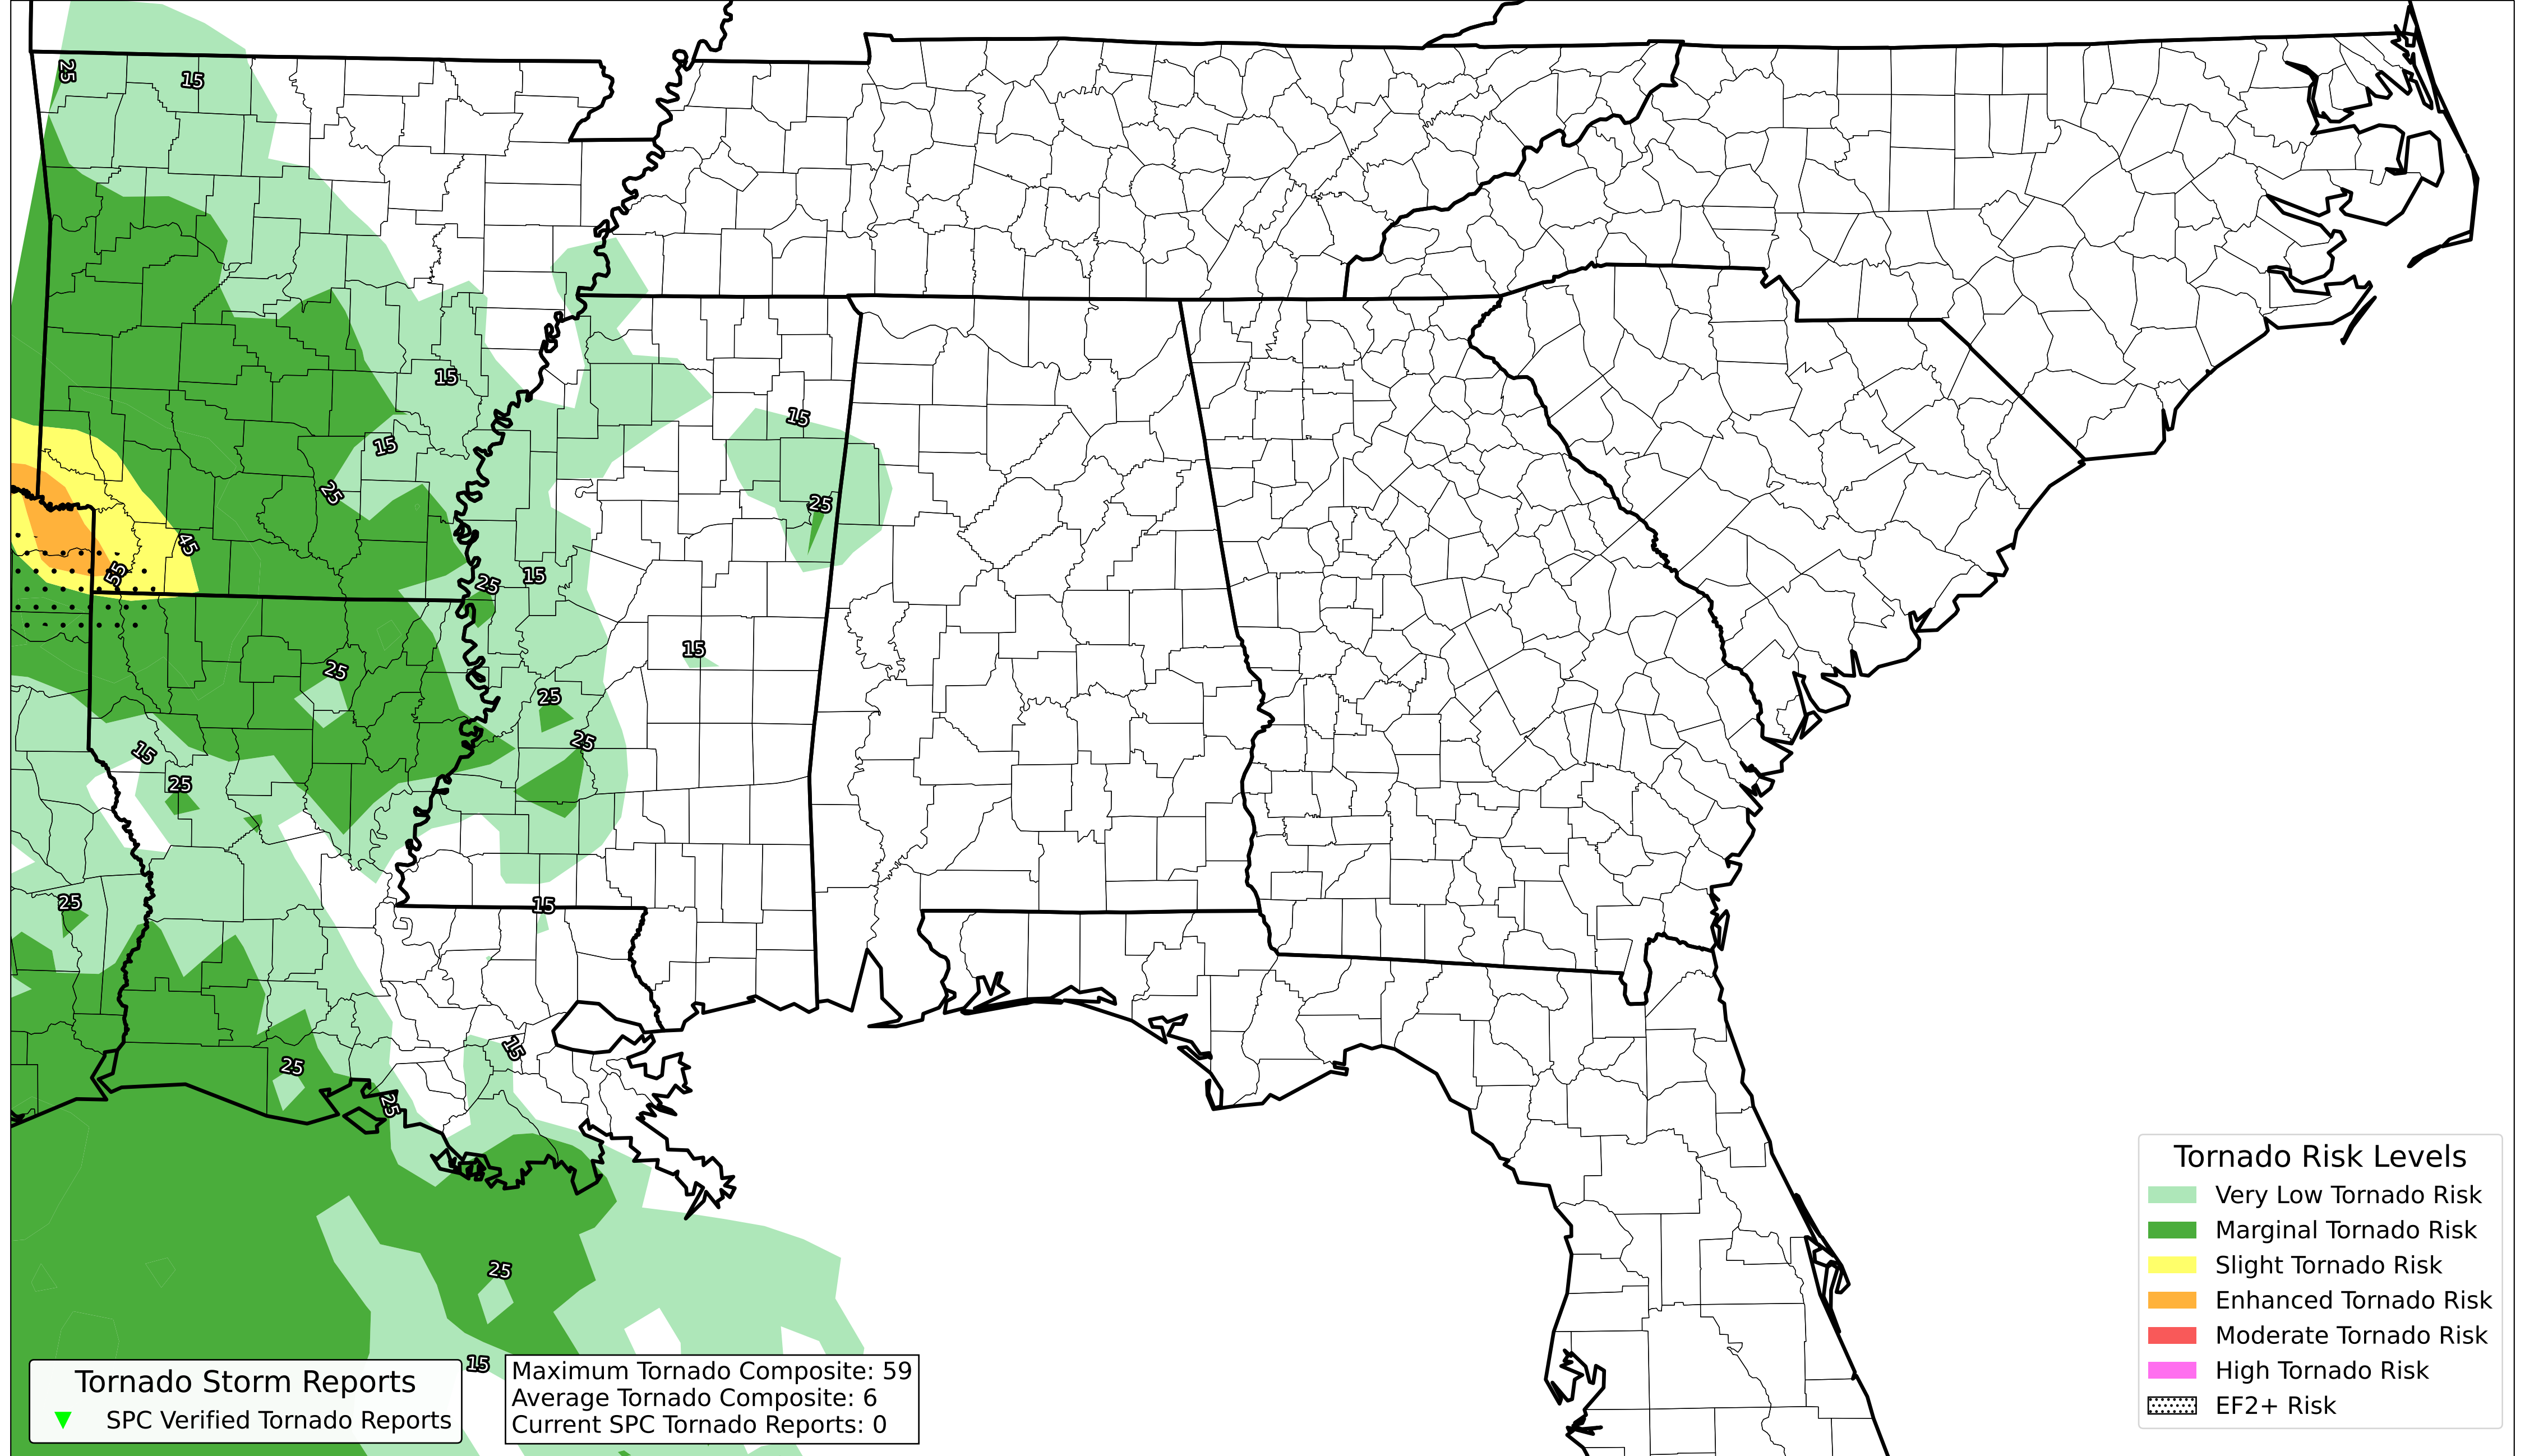 25
15
15
15
15
25
25
45
25
15
55
15
25
25
15
25
15
25
25
15
25
15
25
25
15
25
15
Tornado Storm Reports
SPC Verified Tornado Reports
Maximum Tornado Composite: 59
Average Tornado Composite: 6
Current SPC Tornado Reports: 0
Tornado Risk Levels
Very Low Tornado Risk
Marginal Tornado Risk
Slight Tornado Risk
Enhanced Tornado Risk
Moderate Tornado Risk
High Tornado Risk
EF2+ Risk